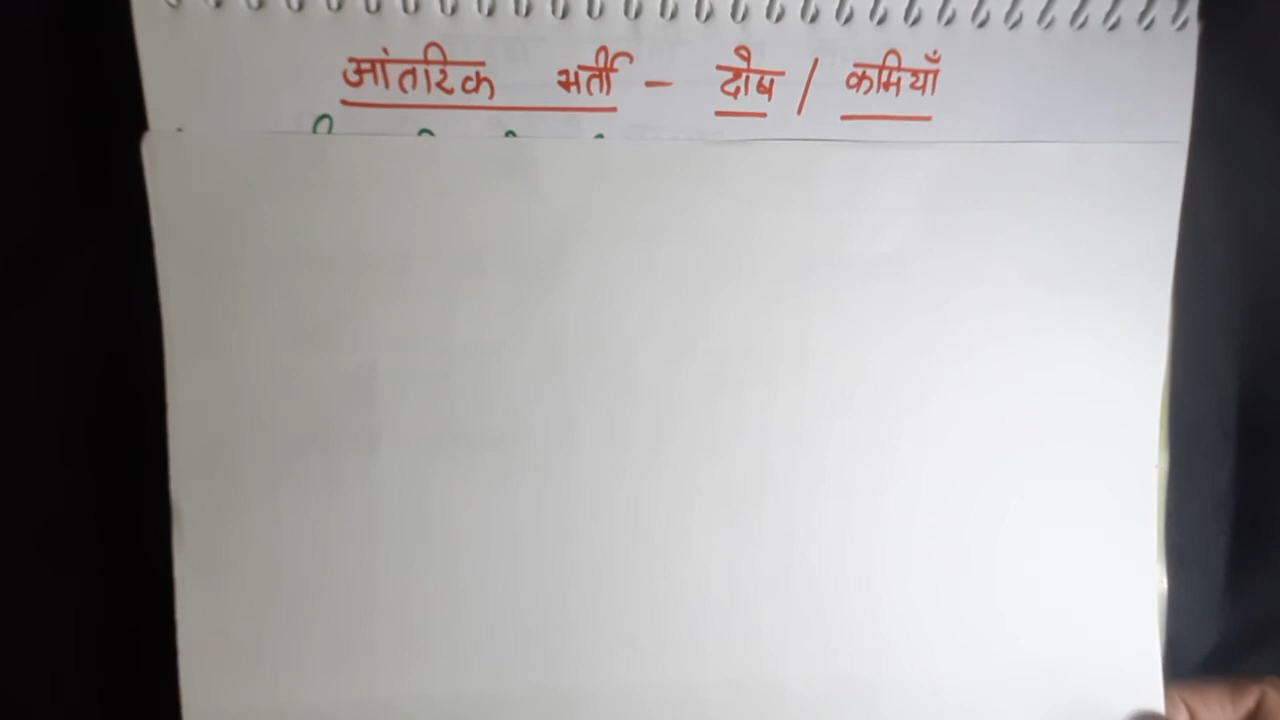 आंतरिक भर्ती - दोष / कमियाँ